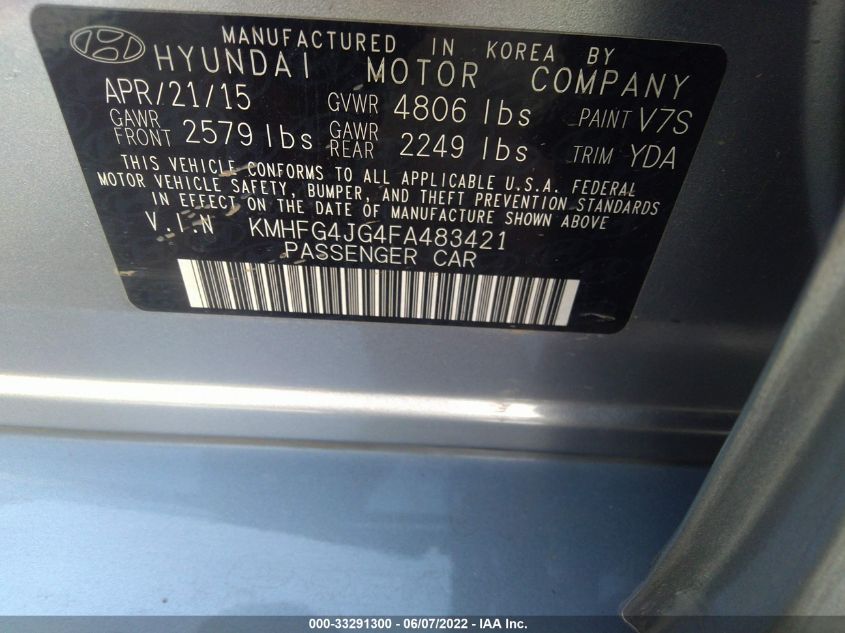 MANUFACTURED IN KOREA BY
HYUNDAI MOTOR COMPANY
APR/21/15 GVWR 4806 lbs PAINT V7S
GAWR FRONT 2579 lbs GAWR REAR 2249 lbs TRIM YDA
THIS VEHICLE CONFORMS TO ALL APPLICABLE U.S.A. FEDERAL
MOTOR VEHICLE SAFETY, BUMPER, AND THEFT PREVENTION STANDARDS
IN EFFECT ON THE DATE OF MANUFACTURE SHOWN ABOVE
V.I.N KMHFG4JG4FA483421
PASSENGER CAR
000-33291300 - 06/07/2022 - IAA Inc.